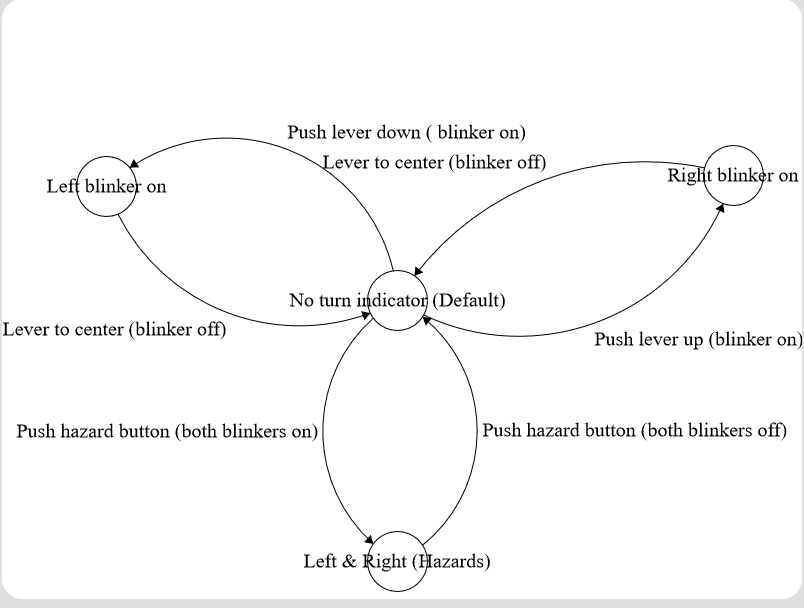 Push lever down ( blinker on)
Lever to center (blinker off)
Left blinker on
Right blinker on
No turn indicator (Default)
Lever to center (blinker off)
Push lever up (blinker on)
Push hazard button (both blinkers on)
Push hazard button (both blinkers off)
Left & Right (Hazards)